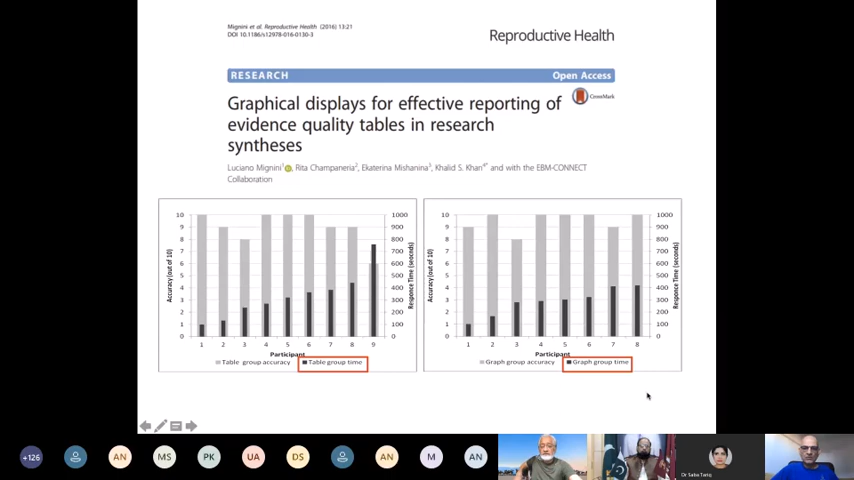 Mignini et al. Reproductive Health (2016) 13:21
DOI 10.1186/s12978-016-0130-3
Reproductive Health
RESEARCH
Open Access
CrossMark
Graphical displays for effective reporting of
evidence quality tables in research
syntheses
Luciano Mignini1, Rita Champaneria2, Ekaterina Mishanina3, Khalid S. Khan4* and with the EBM-CONNECT
Collaboration
10 9 8 7 6 5 4 3 2 1 0
Accuracy (out of 10)
1000 900 800 700 600 500 400 300 200 100 0
Response Time (seconds)
1 2 3 4 5 6 7 8 9
Participant
Table group accuracy
Table group time
10 9 8 7 6 5 4 3 2 1 0
Accuracy (out of 10)
1000 900 800 700 600 500 400 300 200 100 0
Response Time (seconds)
1 2 3 4 5 6 7 8
Participant
Graph group accuracy
Graph group time
+126
AN
MS
PK
UA
DS
AN
M
AN
Dr Saba Tariq